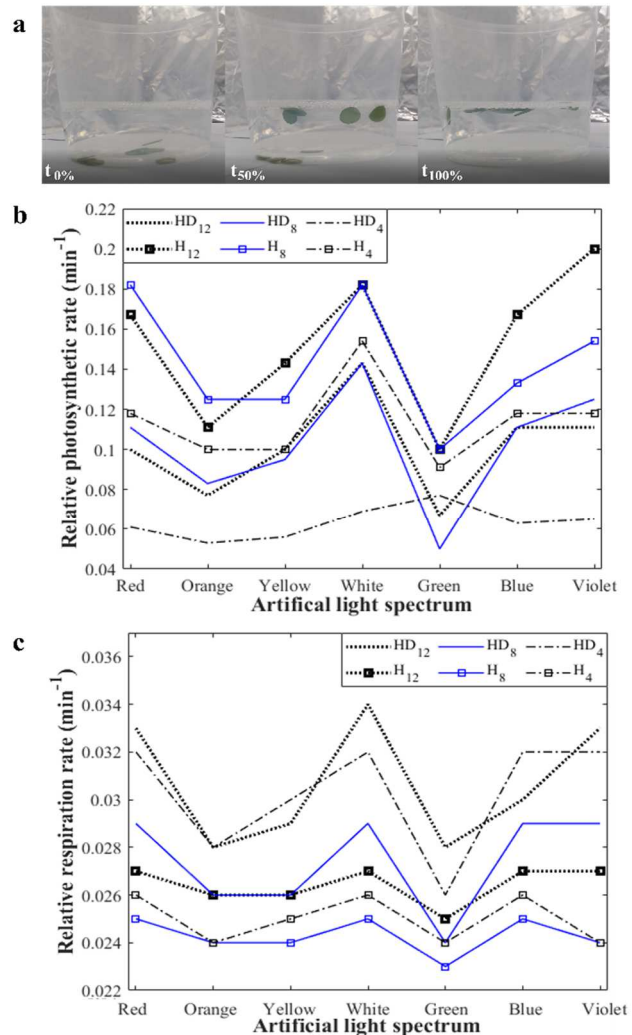 a
t0% t50% t100%
b
Relative photosynthetic rate (min-1)
0.22
0.2
0.18
0.16
0.14
0.12
0.1
0.08
0.06
0.04
HD12 HD8 HD4
H12 H8 H4
Red Orange Yellow White Green Blue Violet
Artifical light spectrum
c
Relative respiration rate (min-1)
0.036
0.034
0.032
0.03
0.028
0.026
0.024
0.022
HD12 HD8 HD4
H12 H8 H4
Red Orange Yellow White Green Blue Violet
Artificial light spectrum